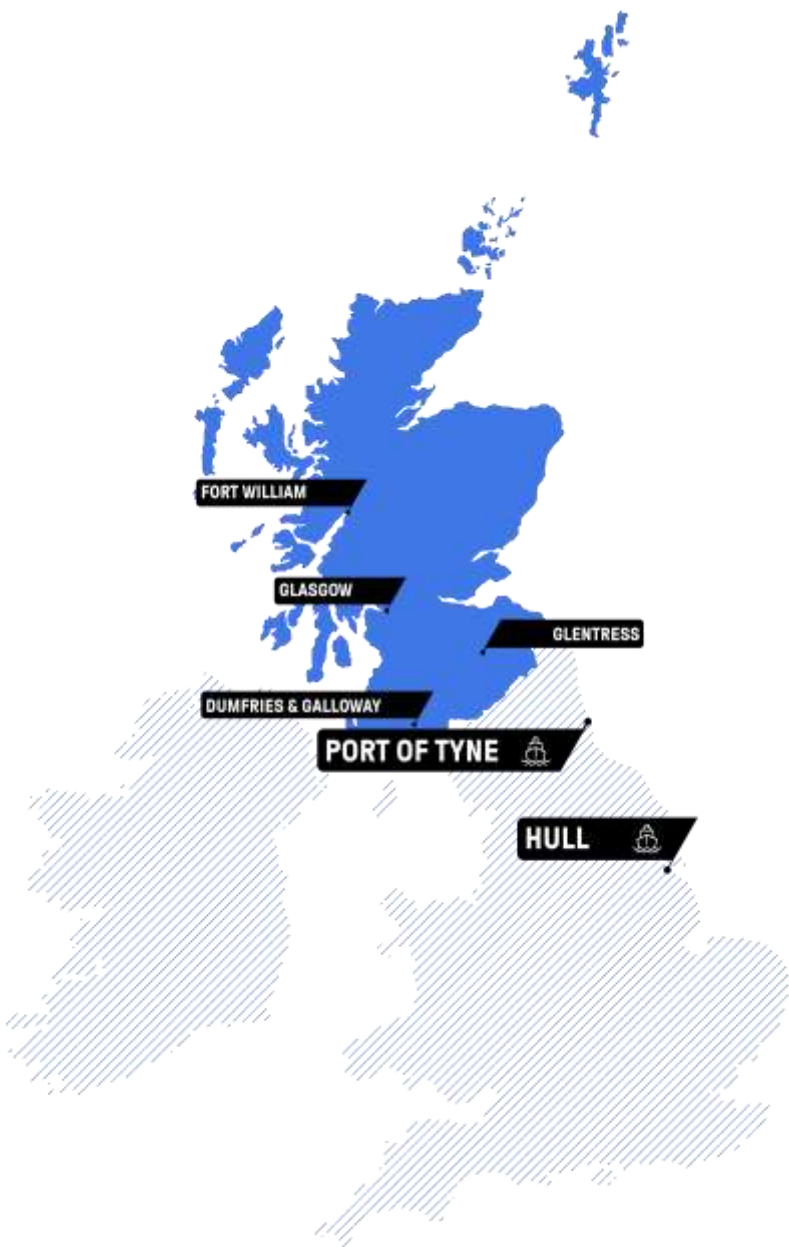 FORT WILLIAM
GLASGOW
GLENTRESS
DUMFRIES & GALLOWAY
PORT OF TYNE
HULL